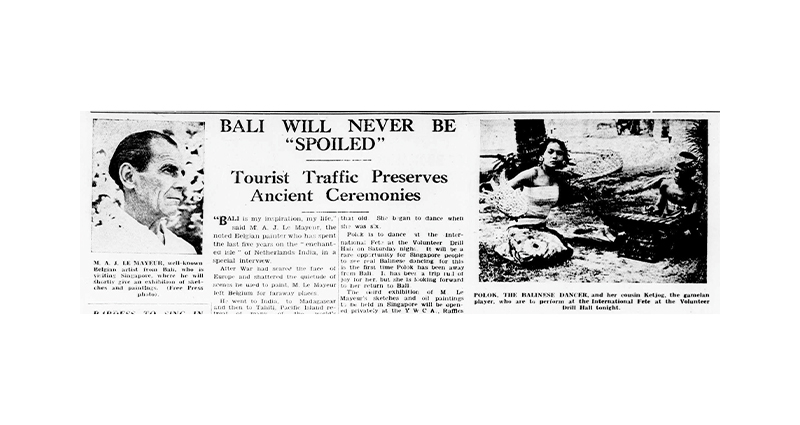 BALI WILL NEVER BE
"SPOILED"
Tourist Traffic Preserves
Ancient Ceremonies
M. A. J. LE MAYEUR, well-known
Belgian artist from Bali, who is
visiting Singapore, where he will
shortly give an exhibition of sket-
ches and paintings. (Free Press
photo).
"BALI is my inspiration, my life,"
said M. A. J. Le Mayeur, the
noted Belgian painter who has spent
the last five years on the "enchant-
ed isle" of Netherlands India, in a
special interview.
After War had seared the face of
Europe and shattered the quietude of
scenes he used to paint, M. Le Mayeur
left Belgium for faraway places.
He went to India, to Madagascar
and then to Tahiti, Pacific Island re-
that old. She began to dance when
she was six.
Polok is to dance at the Inter-
national Fete at the Volunteer Drill
Hall on Saturday night. It will be a
rare opportunity for Singapore people
to see real Balinese dancing for this
is the first time Polok has been away
from Bali. It has been a trip full of
joy for her, but she is looking forward
to her return to Bali.
The third exhibition of M. Le
Mayeur's sketches and oil paintings
to be held in Singapore will be open-
ed privately at the Y W C A., Raffles
POLOK, THE BALINESE DANCER, and her cousin Ketjog, the gamelan
player, who are to perform at the International Fete at the Volunteer
Drill Hall tonight.